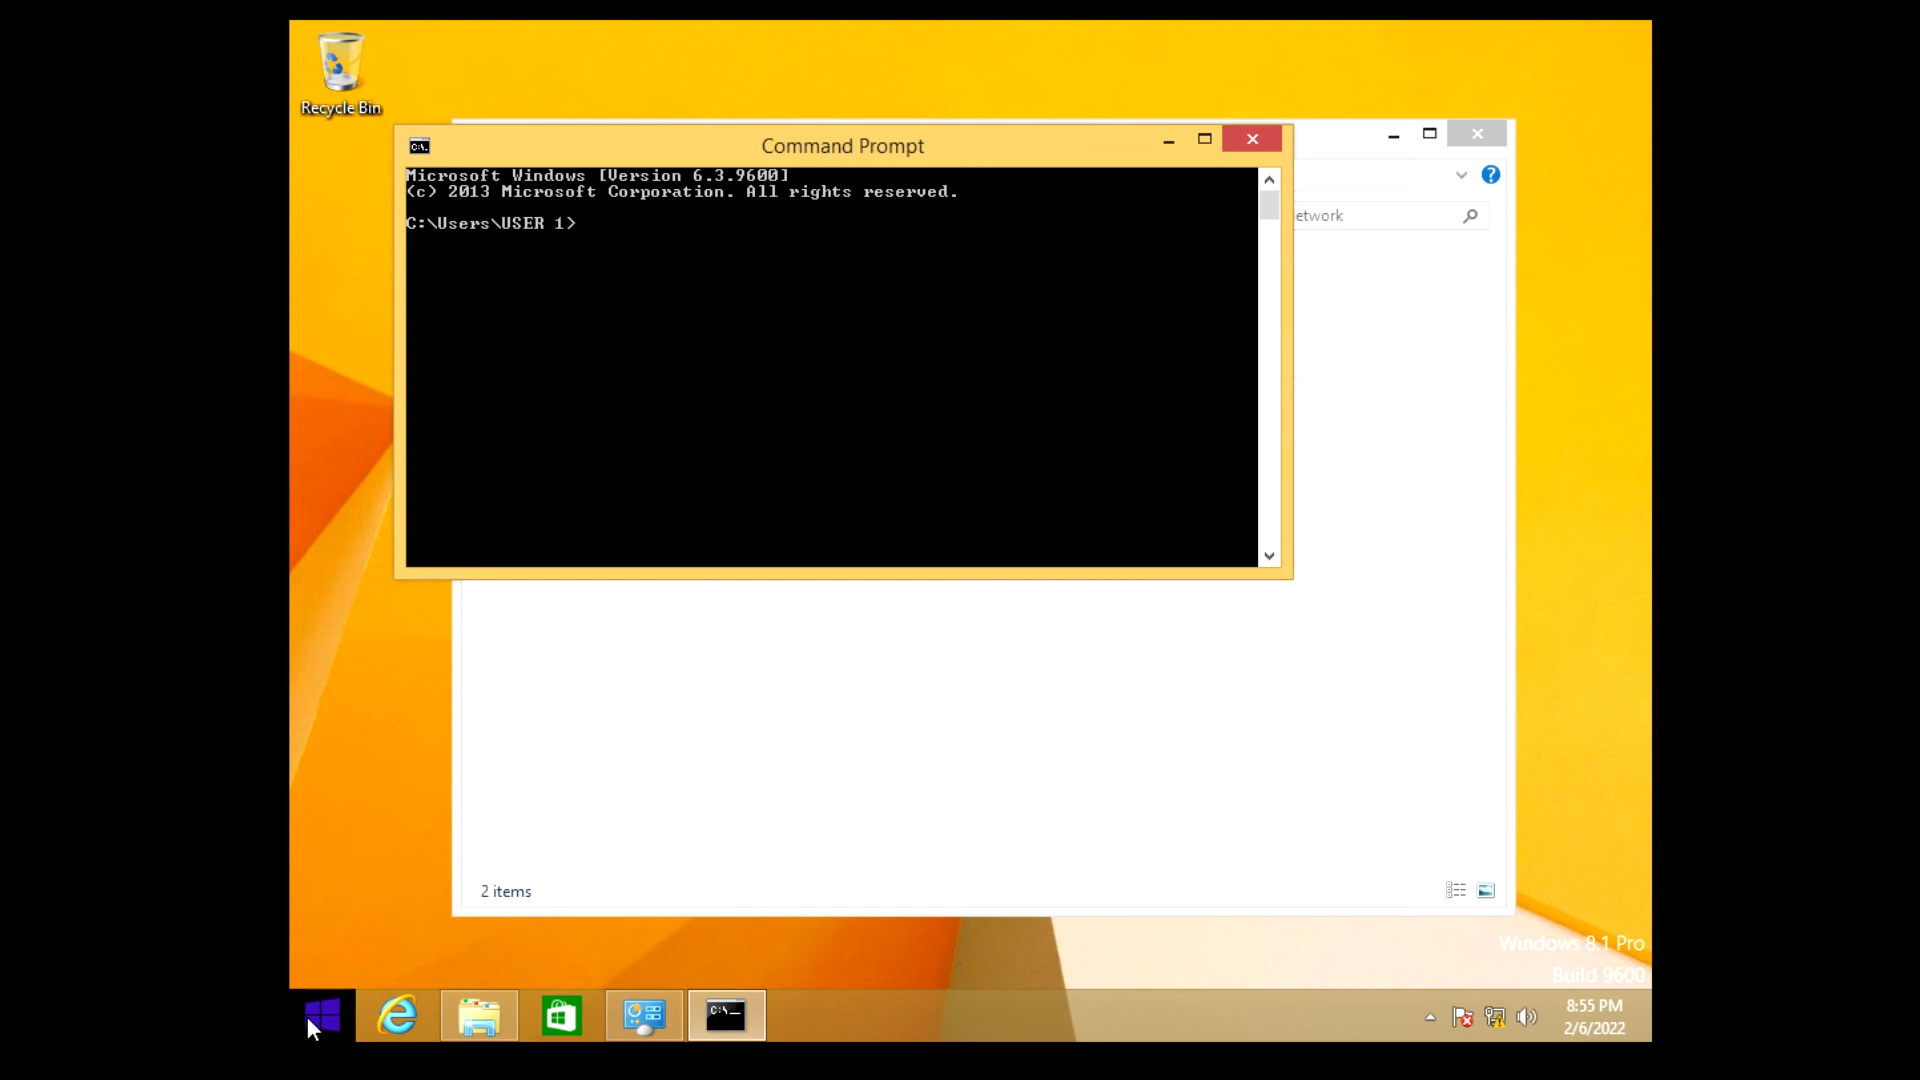 Recycle Bin
Command Prompt
Microsoft Windows [Version 6.3.9600]
(c) 2013 Microsoft Corporation. All rights reserved.
C:\Users\USER 1>
etwork
2 items
Windows 8.1 Pro
Build 9600
8:55 PM
2/6/2022